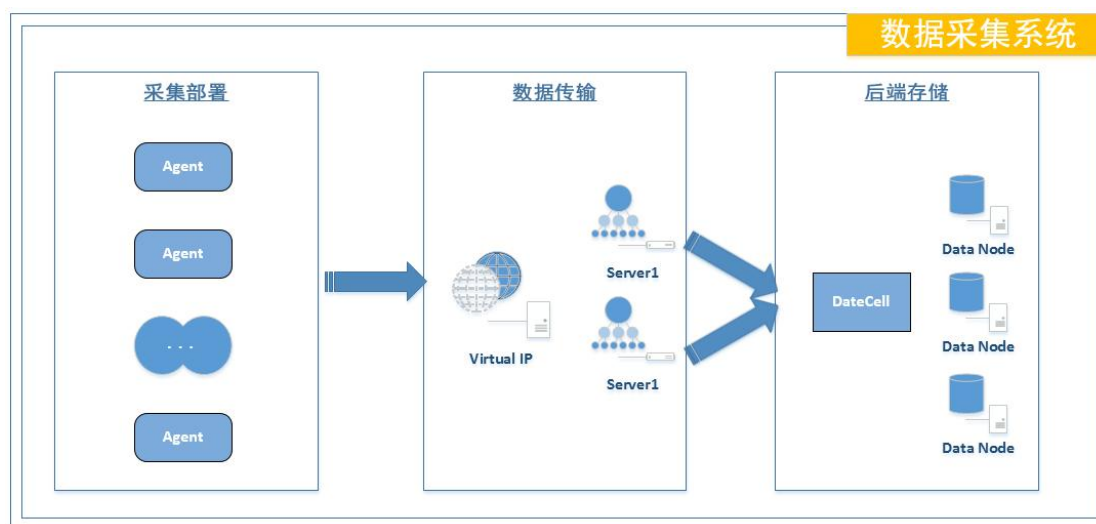 数据采集系统
采集部署
Agent
Agent
...
Agent
数据传输
Virtual IP
Server1
Server1
后端存储
DateCell
Data Node
Data Node
Data Node